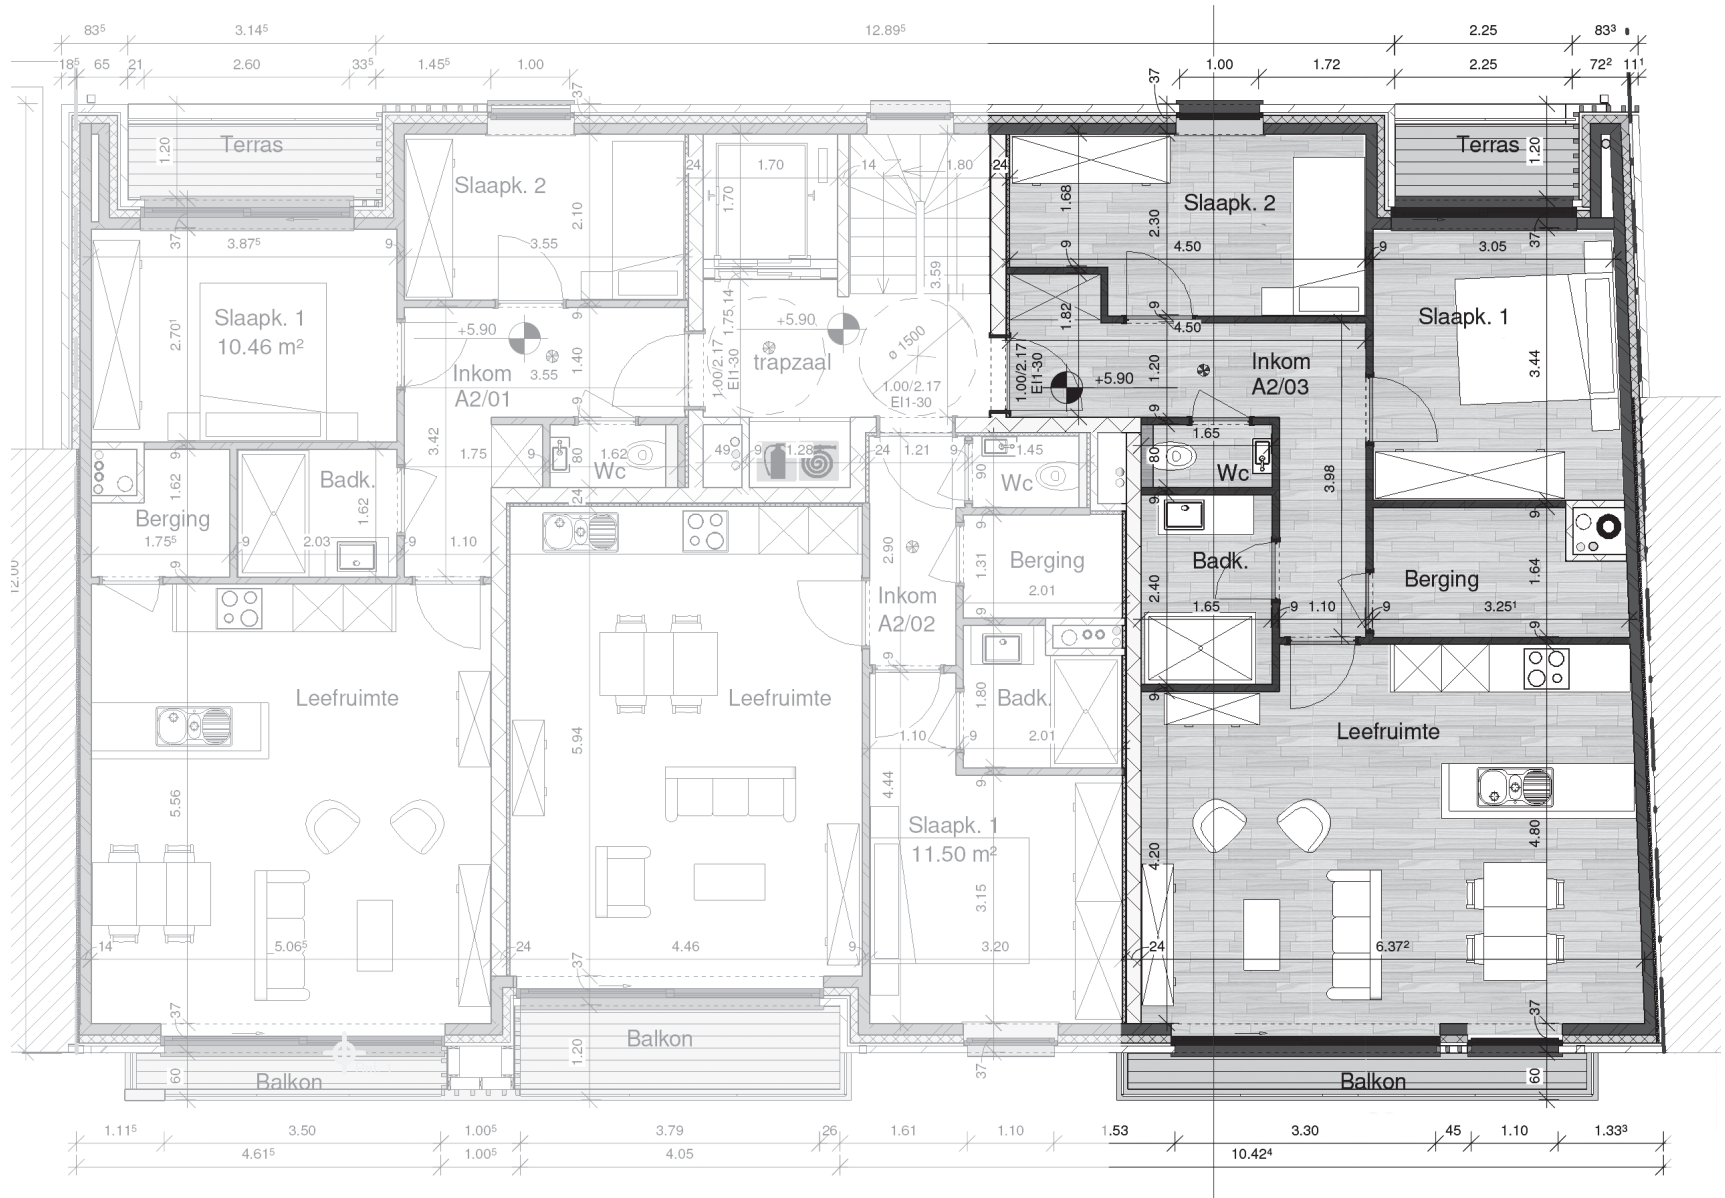 83⁵ 3.14⁵ 12.89⁵ 2.25 83³
18⁵ 65 21 2.60 33⁵ 1.45⁵ 1.00 37 1.00 1.72 2.25 72² 11¹
37
Terras
1.20
Slaapk. 2
2.10
24 1.70 14 1.80 24
1.70
Slaapk. 2
1.68
2.30
Terras
1.20
37 3.87⁵ 9 3.55
3.59
9 4.50 9 3.05 37
Slaapk. 1
10.46 m²
2.70¹
+5.90
9
14
1.75
+5.90
trapzaal
ø 1500
1.82
9
4.50
Slaapk. 1
3.44
Inkom
A2/01
1.40
3.55
1.00/2.17
EI1-30
1.00/2.17
EI1-30
1.00/2.17
EI1-30
+5.90
1.20
Inkom
A2/03
9
9
3.42
1.75
9
80
1.62
Wc
49 9 1.28 24 1.21 9 1.45
90
Wc
1.65
80
Wc
3.98
9
1.62
Berging
1.75⁵
9
Badk.
1.62
2.03
9
1.10
9
24
2.90
Inkom
A2/02
9
9
1.31
Berging
2.01
9
9
Badk.
2.40
1.65
9 1.10 9
9
Berging
1.64
3.25¹
9
12.00
Leefruimte
5.56
Leefruimte
5.94
1.80
Badk.
1.10 9 2.01
9
9
Leefruimte
4.44
Slaapk. 1
11.50 m²
3.15
4.20
4.80
14 5.06⁵ 24 4.46 9 3.20 24 6.37²
37
37
37
Balkon
1.20
60
Balkon
37
Balkon
60
1.11⁵ 3.50 1.00⁵ 3.79 26 1.61 1.10 1.53 3.30 45 1.10 1.33³
4.61⁵ 1.00⁵ 4.05 10.42⁴